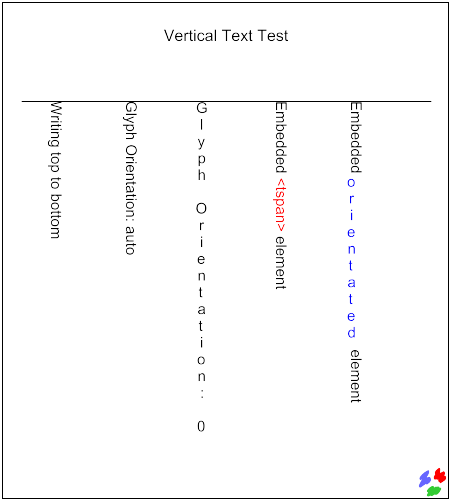 Vertical Text Test
Writing top to bottom
Glyph Orientation: auto
Glyph Orientation: 0
Embedded <tspan> element
Embedded orientated element